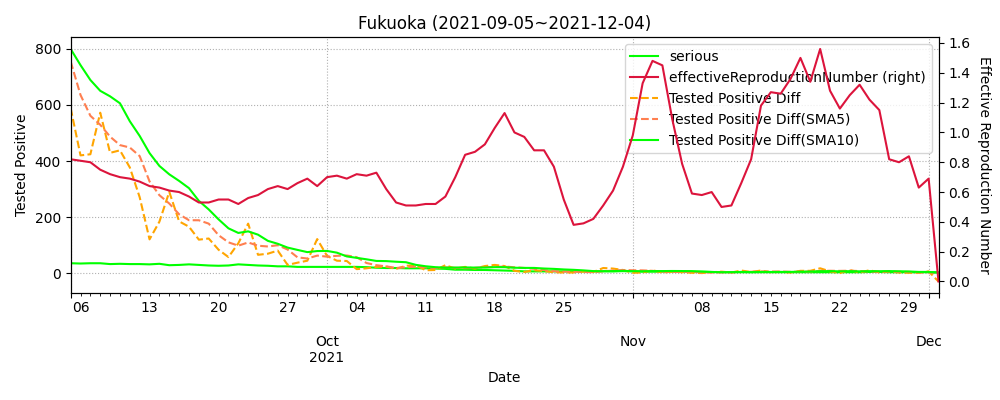 Fukuoka (2021-09-05~2021-12-04)
800
600
400
200
0
Tested Positive
1.6
1.4
1.2
1.0
0.8
0.6
0.4
0.2
0.0
Effective Reproduction Number
serious
effectiveReproductionNumber (right)
Tested Positive Diff
Tested Positive Diff(SMA5)
Tested Positive Diff(SMA10)
06 13 20 27 04 11 18 25 08 15 22 29
Oct Nov Dec
2021
Date